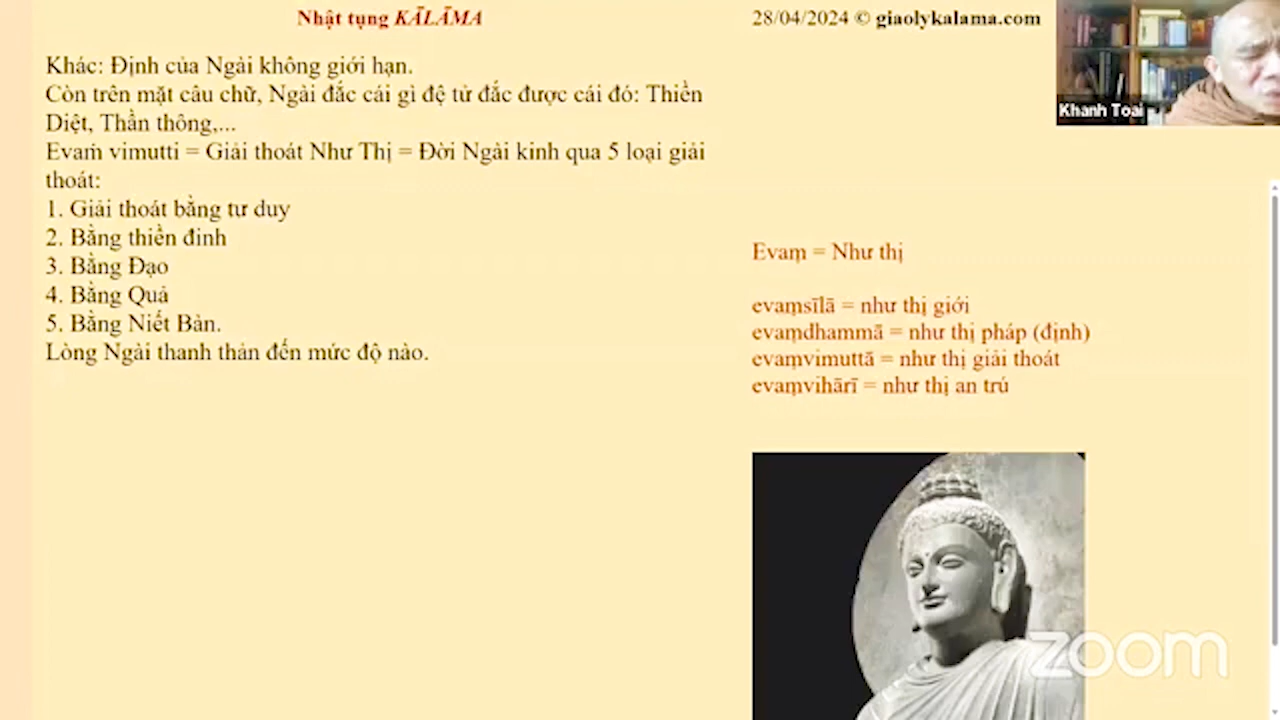 Nhật tụng KĀLĀMA
28/04/2024 © giaolykalama.com
Khác: Định của Ngài không giới hạn.
Còn trên mặt câu chữ, Ngài đắc cái gì đệ tử đắc được cái đó: Thiền
Diệt, Thần thông,...
Evaṁ vimutti = Giải thoát Như Thị = Đời Ngài kinh qua 5 loại giải
thoát:
1. Giải thoát bằng tư duy
2. Bằng thiền đinh
3. Bằng Đạo
4. Bằng Quả
5. Bằng Niết Bàn.
Lòng Ngài thanh thản đến mức độ nào.
Evaṃ = Như thị
evaṃsīlā = như thị giới
evaṃdhammā = như thị pháp (định)
evaṃvimuttā = như thị giải thoát
evaṃvihārī = như thị an trú
Khanh Toai
zoom